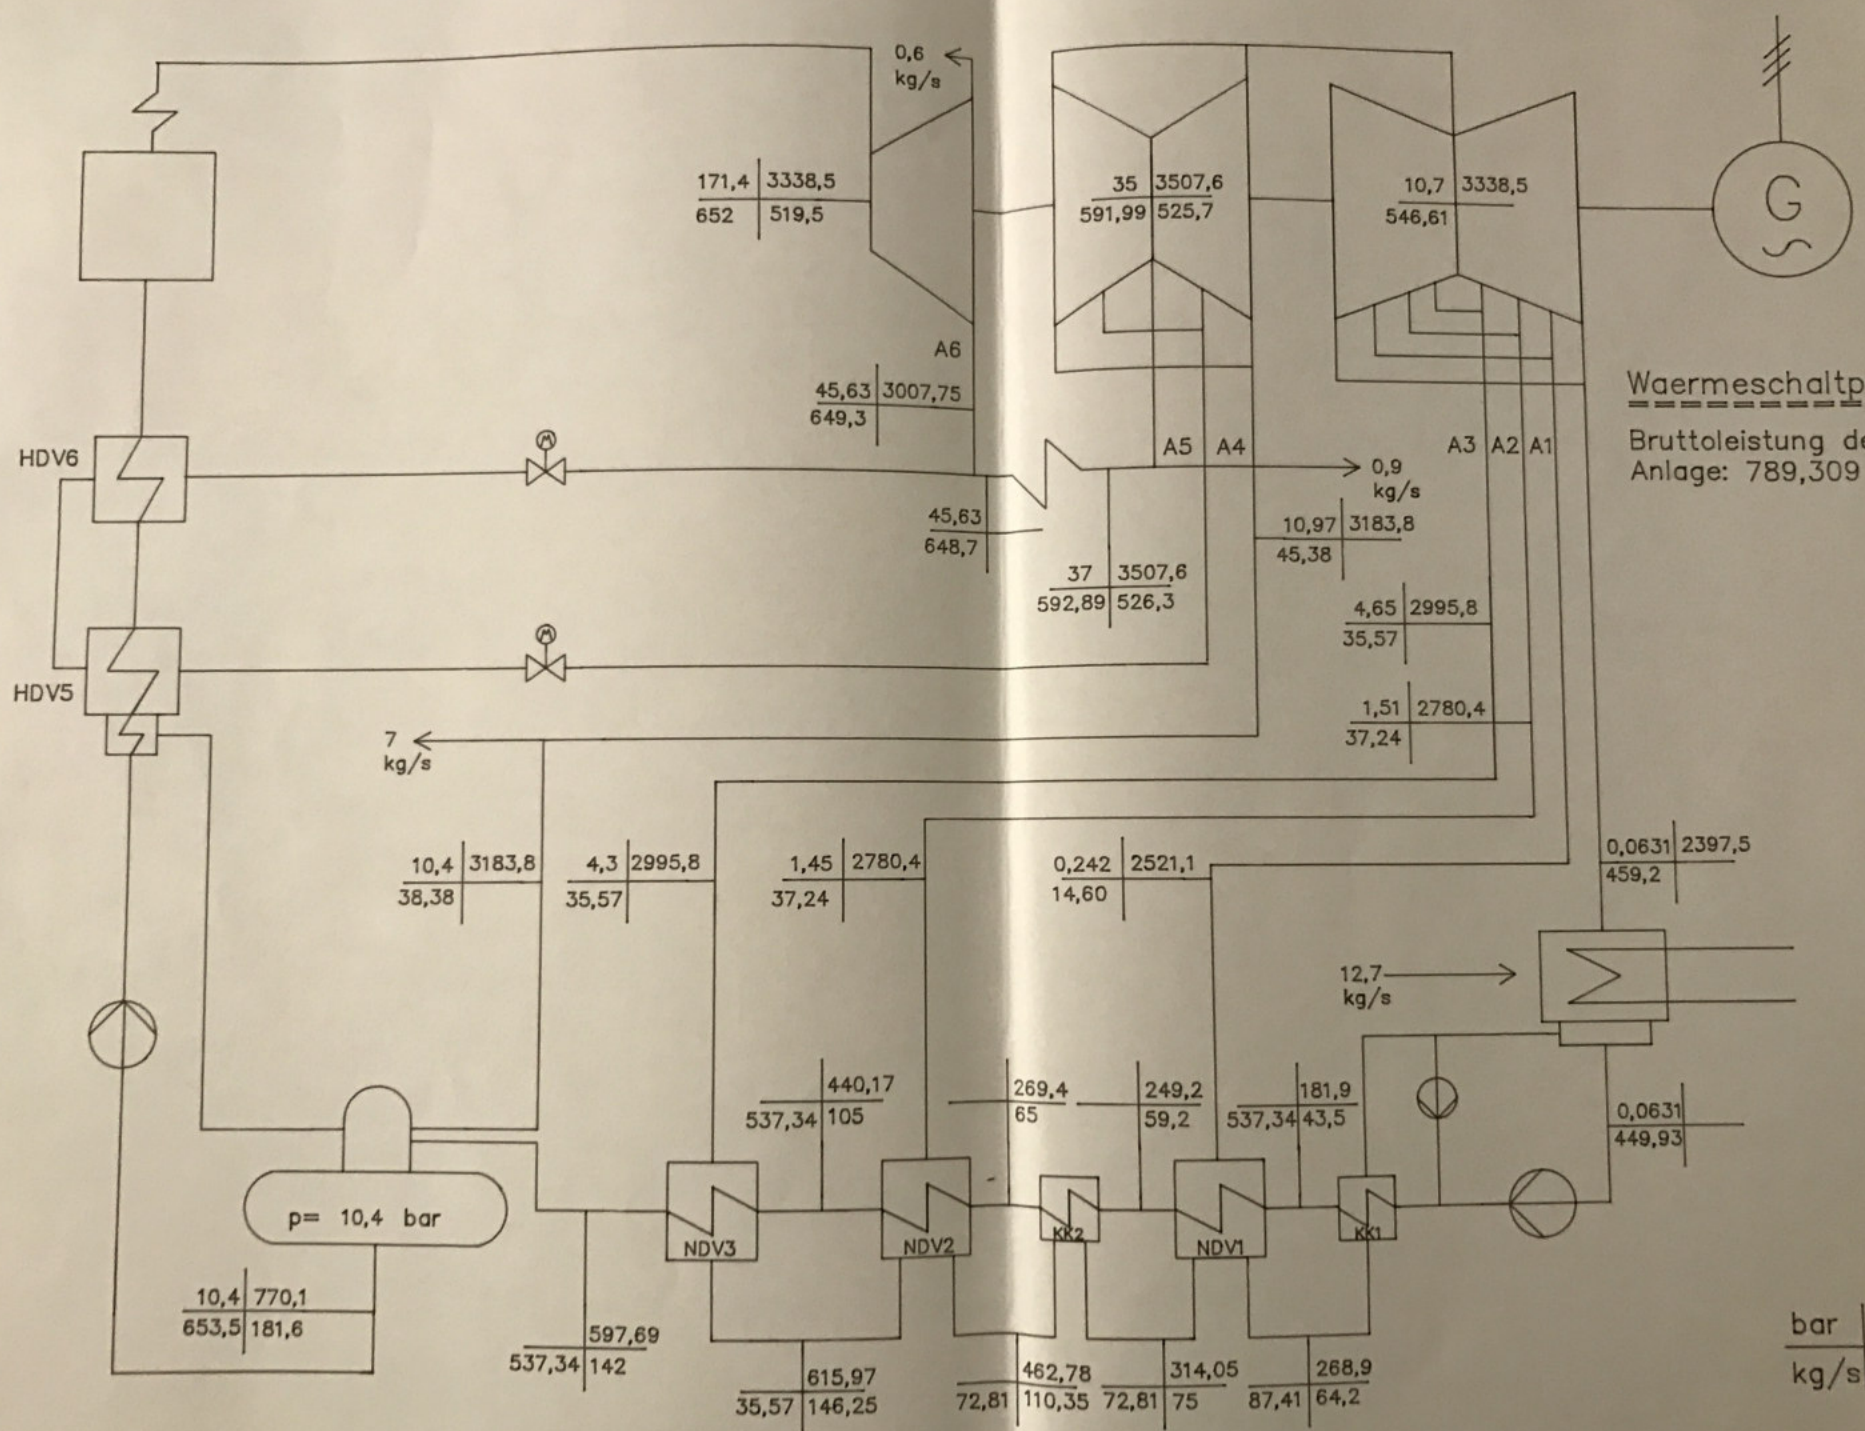 0,6
kg/s
171,4 3338,5
652 519,5
35 3507,6
591,99 525,7
10,7 3338,5
546,61
G
A6
45,63 3007,75
649,3
Waermeschaltp
Bruttoleistung de
Anlage: 789,309
HDV6
M
A5 A4
A3 A2 A1
0,9
kg/s
45,63
648,7
10,97 3183,8
45,38
37 3507,6
592,89 526,3
4,65 2995,8
35,57
HDV5
M
1,51 2780,4
37,24
7
kg/s
10,4 3183,8
38,38
4,3 2995,8
35,57
1,45 2780,4
37,24
0,242 2521,1
14,60
0,0631 2397,5
459,2
12,7
kg/s
440,17
537,34 105
269,4
65
249,2
59,2
181,9
537,34 43,5
0,0631
449,93
p= 10,4 bar
NDV3
NDV2
KK2
NDV1
KK1
10,4 770,1
653,5 181,6
597,69
537,34 142
615,97
35,57 146,25
462,78
72,81 110,35
314,05
72,81 75
268,9
87,41 64,2
bar
kg/s